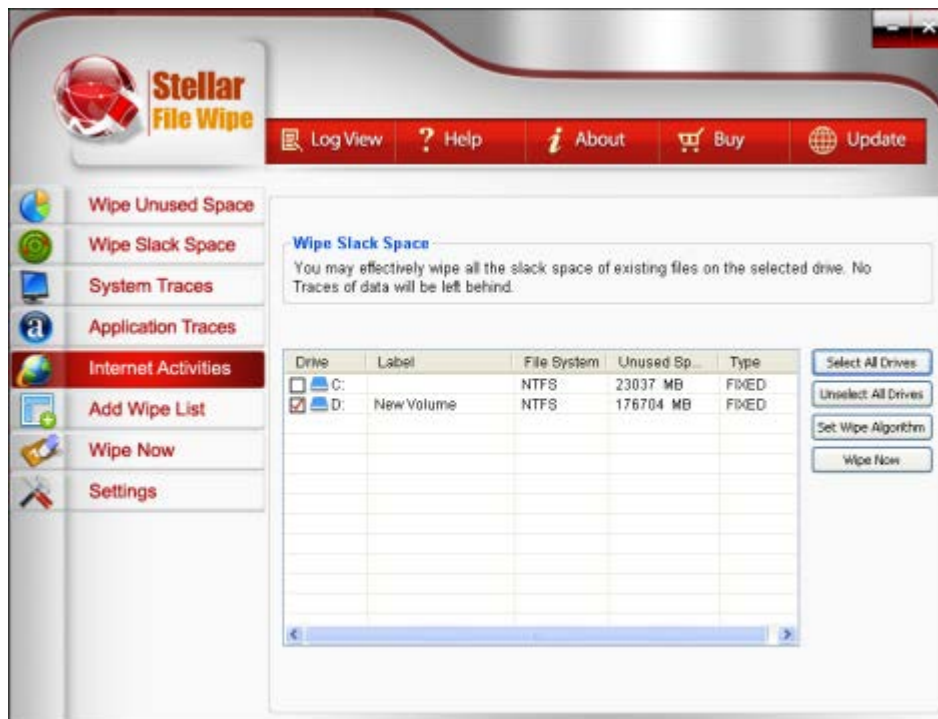 Stellar
File Wipe
Log View
? Help
i About
Buy
Update
Wipe Unused Space
Wipe Slack Space
System Traces
Application Traces
Internet Activities
Add Wipe List
Wipe Now
Settings
Wipe Slack Space
You may effectively wipe all the slack space of existing files on the selected drive. No
Traces of data will be left behind.
Drive Label File System Unused Sp... Type
C: NTFS 23037 MB FIXED
D: New Volume NTFS 176704 MB FIXED
Select All Drives
Unselect All Drives
Set Wipe Algorithm
Wipe Now